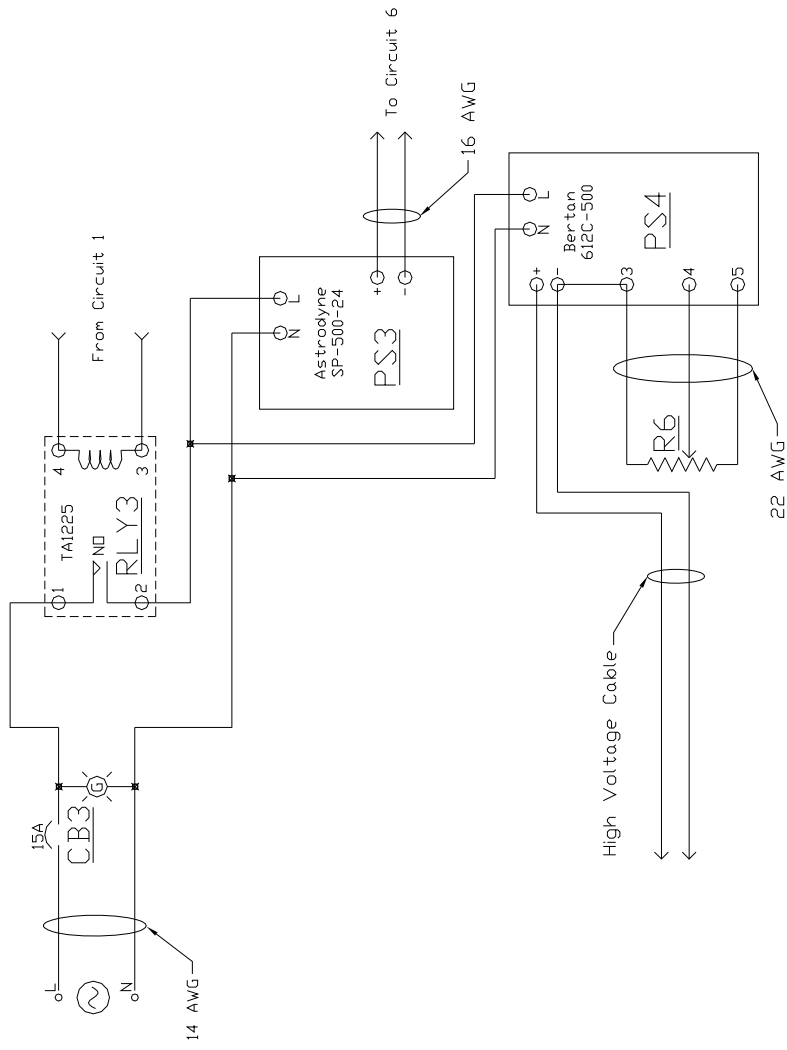 L
N
14 AWG
15A
CB3
G
1
2
TA1225
NO
RLY3
4
3
From Circuit 1
L
N
Astrodyne
SP-500-24
PS3
+
-
16 AWG
To Circuit 6
L
N
Bertan
612C-500
PS4
+
-
3
4
5
R6
22 AWG
High Voltage Cable